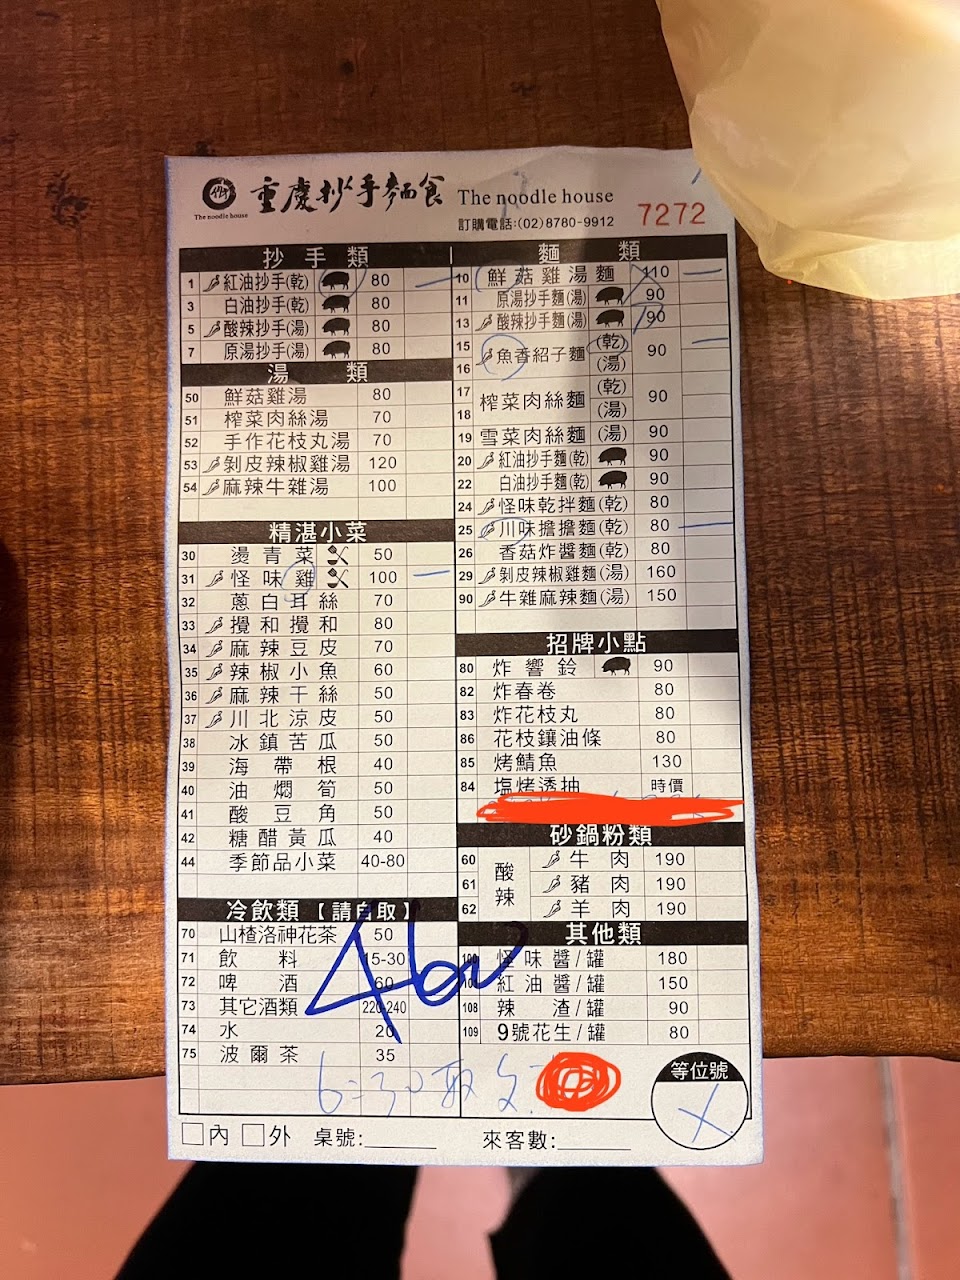 重慶抄手麵食 The noodle house
The noodle house
訂購電話:(02)8780-9912
7272
抄手類
1 紅油抄手(乾) 80 一
3 白油抄手(乾) 80
5 酸辣抄手(湯) 80
7 原湯抄手(湯) 80
湯類
50 鮮菇雞湯 80
51 榨菜肉絲湯 70
52 手作花枝丸湯 70
53 剝皮辣椒雞湯 120
54 麻辣牛雜湯 100
精湛小菜
30 燙青菜 50
31 怪味雞 100 一
32 蔥白耳絲 70
33 攪和攪和 80
34 麻辣豆皮 70
35 辣椒小魚 60
36 麻辣干絲 50
37 川北涼皮 50
38 冰鎮苦瓜 50
39 海帶根 40
40 油燜筍 50
41 酸豆角 50
42 糖醋黃瓜 40
44 季節品小菜 40-80
冷飲類【請自取】
70 山楂洛神花茶 50
71 飲料 15-30
72 啤酒 60
73 其它酒類 220.240
74 水 20
75 波爾茶 35
麵類
10 鮮菇雞湯麵 110 一
11 原湯抄手麵(湯) 90
13 酸辣抄手麵(湯) 90
15 魚香紹子麵 (乾) 90 一
16 (湯)
17 榨菜肉絲麵 (乾) 90
18 (湯)
19 雪菜肉絲麵 (湯) 90
20 紅油抄手麵(乾) 90
22 白油抄手麵(乾) 90
24 怪味乾拌麵(乾) 80
25 川味擔擔麵(乾) 80 一
26 香菇炸醬麵(乾) 80
29 剝皮辣椒雞麵(湯) 160
90 牛雜麻辣麵(湯) 150
招牌小點
80 炸響鈴 90
82 炸春卷 80
83 炸花枝丸 80
86 花枝鑲油條 80
85 烤鯖魚 130
84 塩烤透抽 時價
砂鍋粉類
酸辣
60 牛肉 190
61 豬肉 190
62 羊肉 190
其他類
怪味醬/罐 180
紅油醬/罐 150
108 辣渣/罐 90
109 9號花生/罐 80
460
6:30取
等位號
X
內 外 桌號: 來客數: